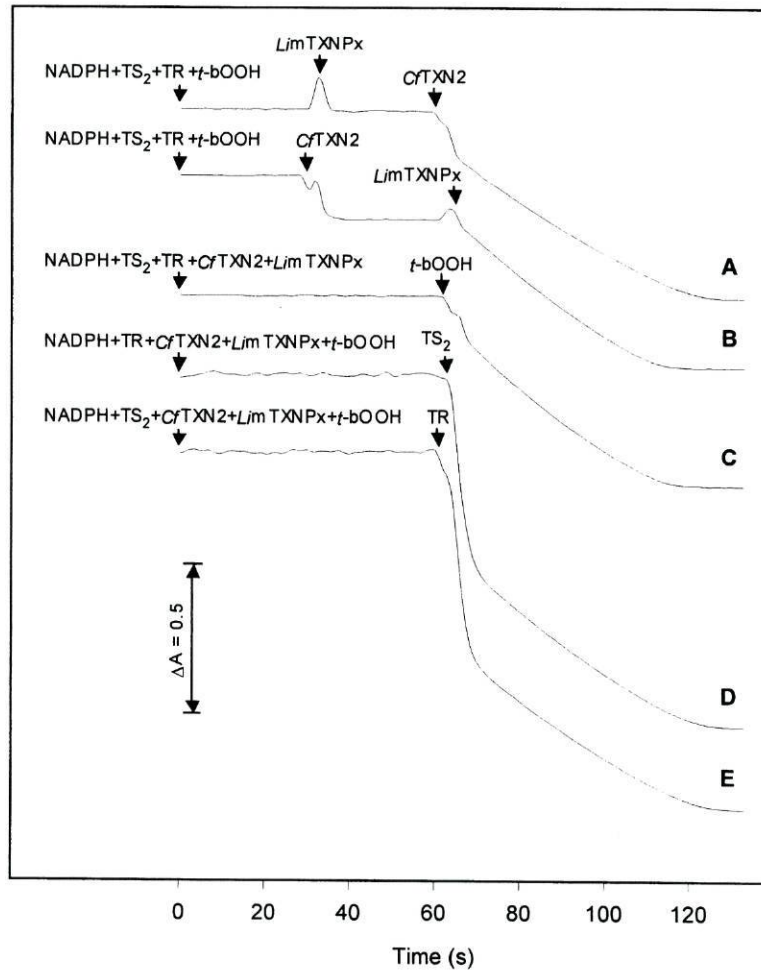 LimTXNPx
NADPH+TS2+TR+t-bOOH
CfTXN2
NADPH+TS2+TR+t-bOOH
CfTXN2
LimTXNPx
A
NADPH+TS2+TR+CfTXN2+LimTXNPx
t-bOOH
B
NADPH+TR+CfTXN2+LimTXNPx+t-bOOH
TS2
NADPH+TS2+CfTXN2+LimTXNPx+t-bOOH
TR
C
ΔA = 0.5
D
E
0 20 40 60 80 100 120
Time (s)